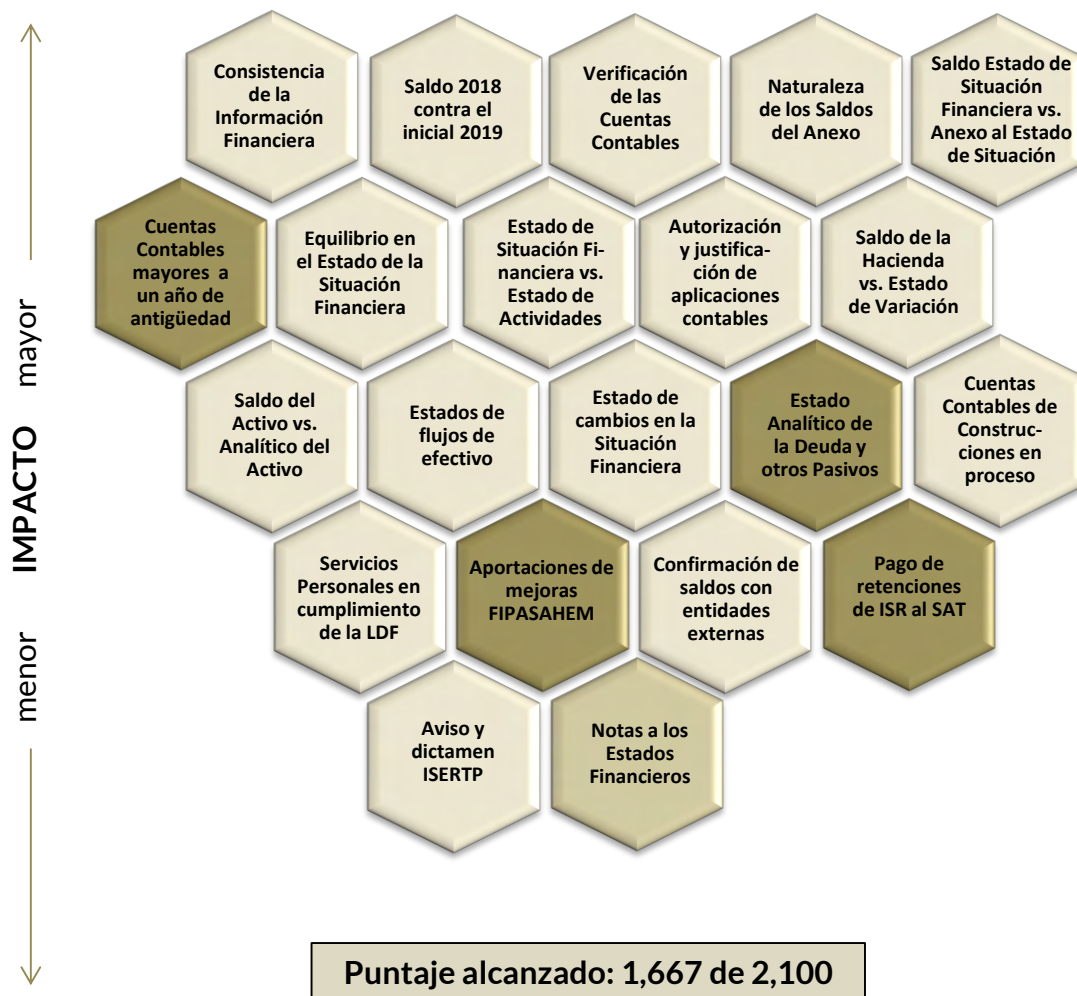 Consistencia
de la
Información
Financiera
Saldo 2018
contra el
inicial 2019
Verificación
de las
Cuentas
Contables
Naturaleza
de los Saldos
del Anexo
Saldo Estado de
Situación
Financiera vs.
Anexo al Estado
de Situación
Cuentas
Contables
mayores a
un año de
antigüedad
Equilibrio en
el Estado de la
Situación
Financiera
Estado de
Situación Fi-
nanciera vs.
Estado de
Actividades
Autorización
y justifica-
ción de
aplicaciones
contables
Saldo de la
Hacienda
vs. Estado
de Variación
Saldo del
Activo vs.
Analítico del
Activo
Estados de
flujos de
efectivo
Estado de
cambios en la
Situación
Financiera
Estado
Analítico de
la Deuda y
otros Pasivos
Cuentas
Contables de
Construc-
ciones en
proceso
Servicios
Personales en
cumplimiento
de la LDF
Aportaciones de
mejoras
FIPASAHEM
Confirmación de
saldos con
entidades
externas
Pago de
retenciones
de ISR al SAT
Aviso y
dictamen
ISERTP
Notas a los
Estados
Financieros
menor IMPACTO mayor
Puntaje alcanzado: 1,667 de 2,100